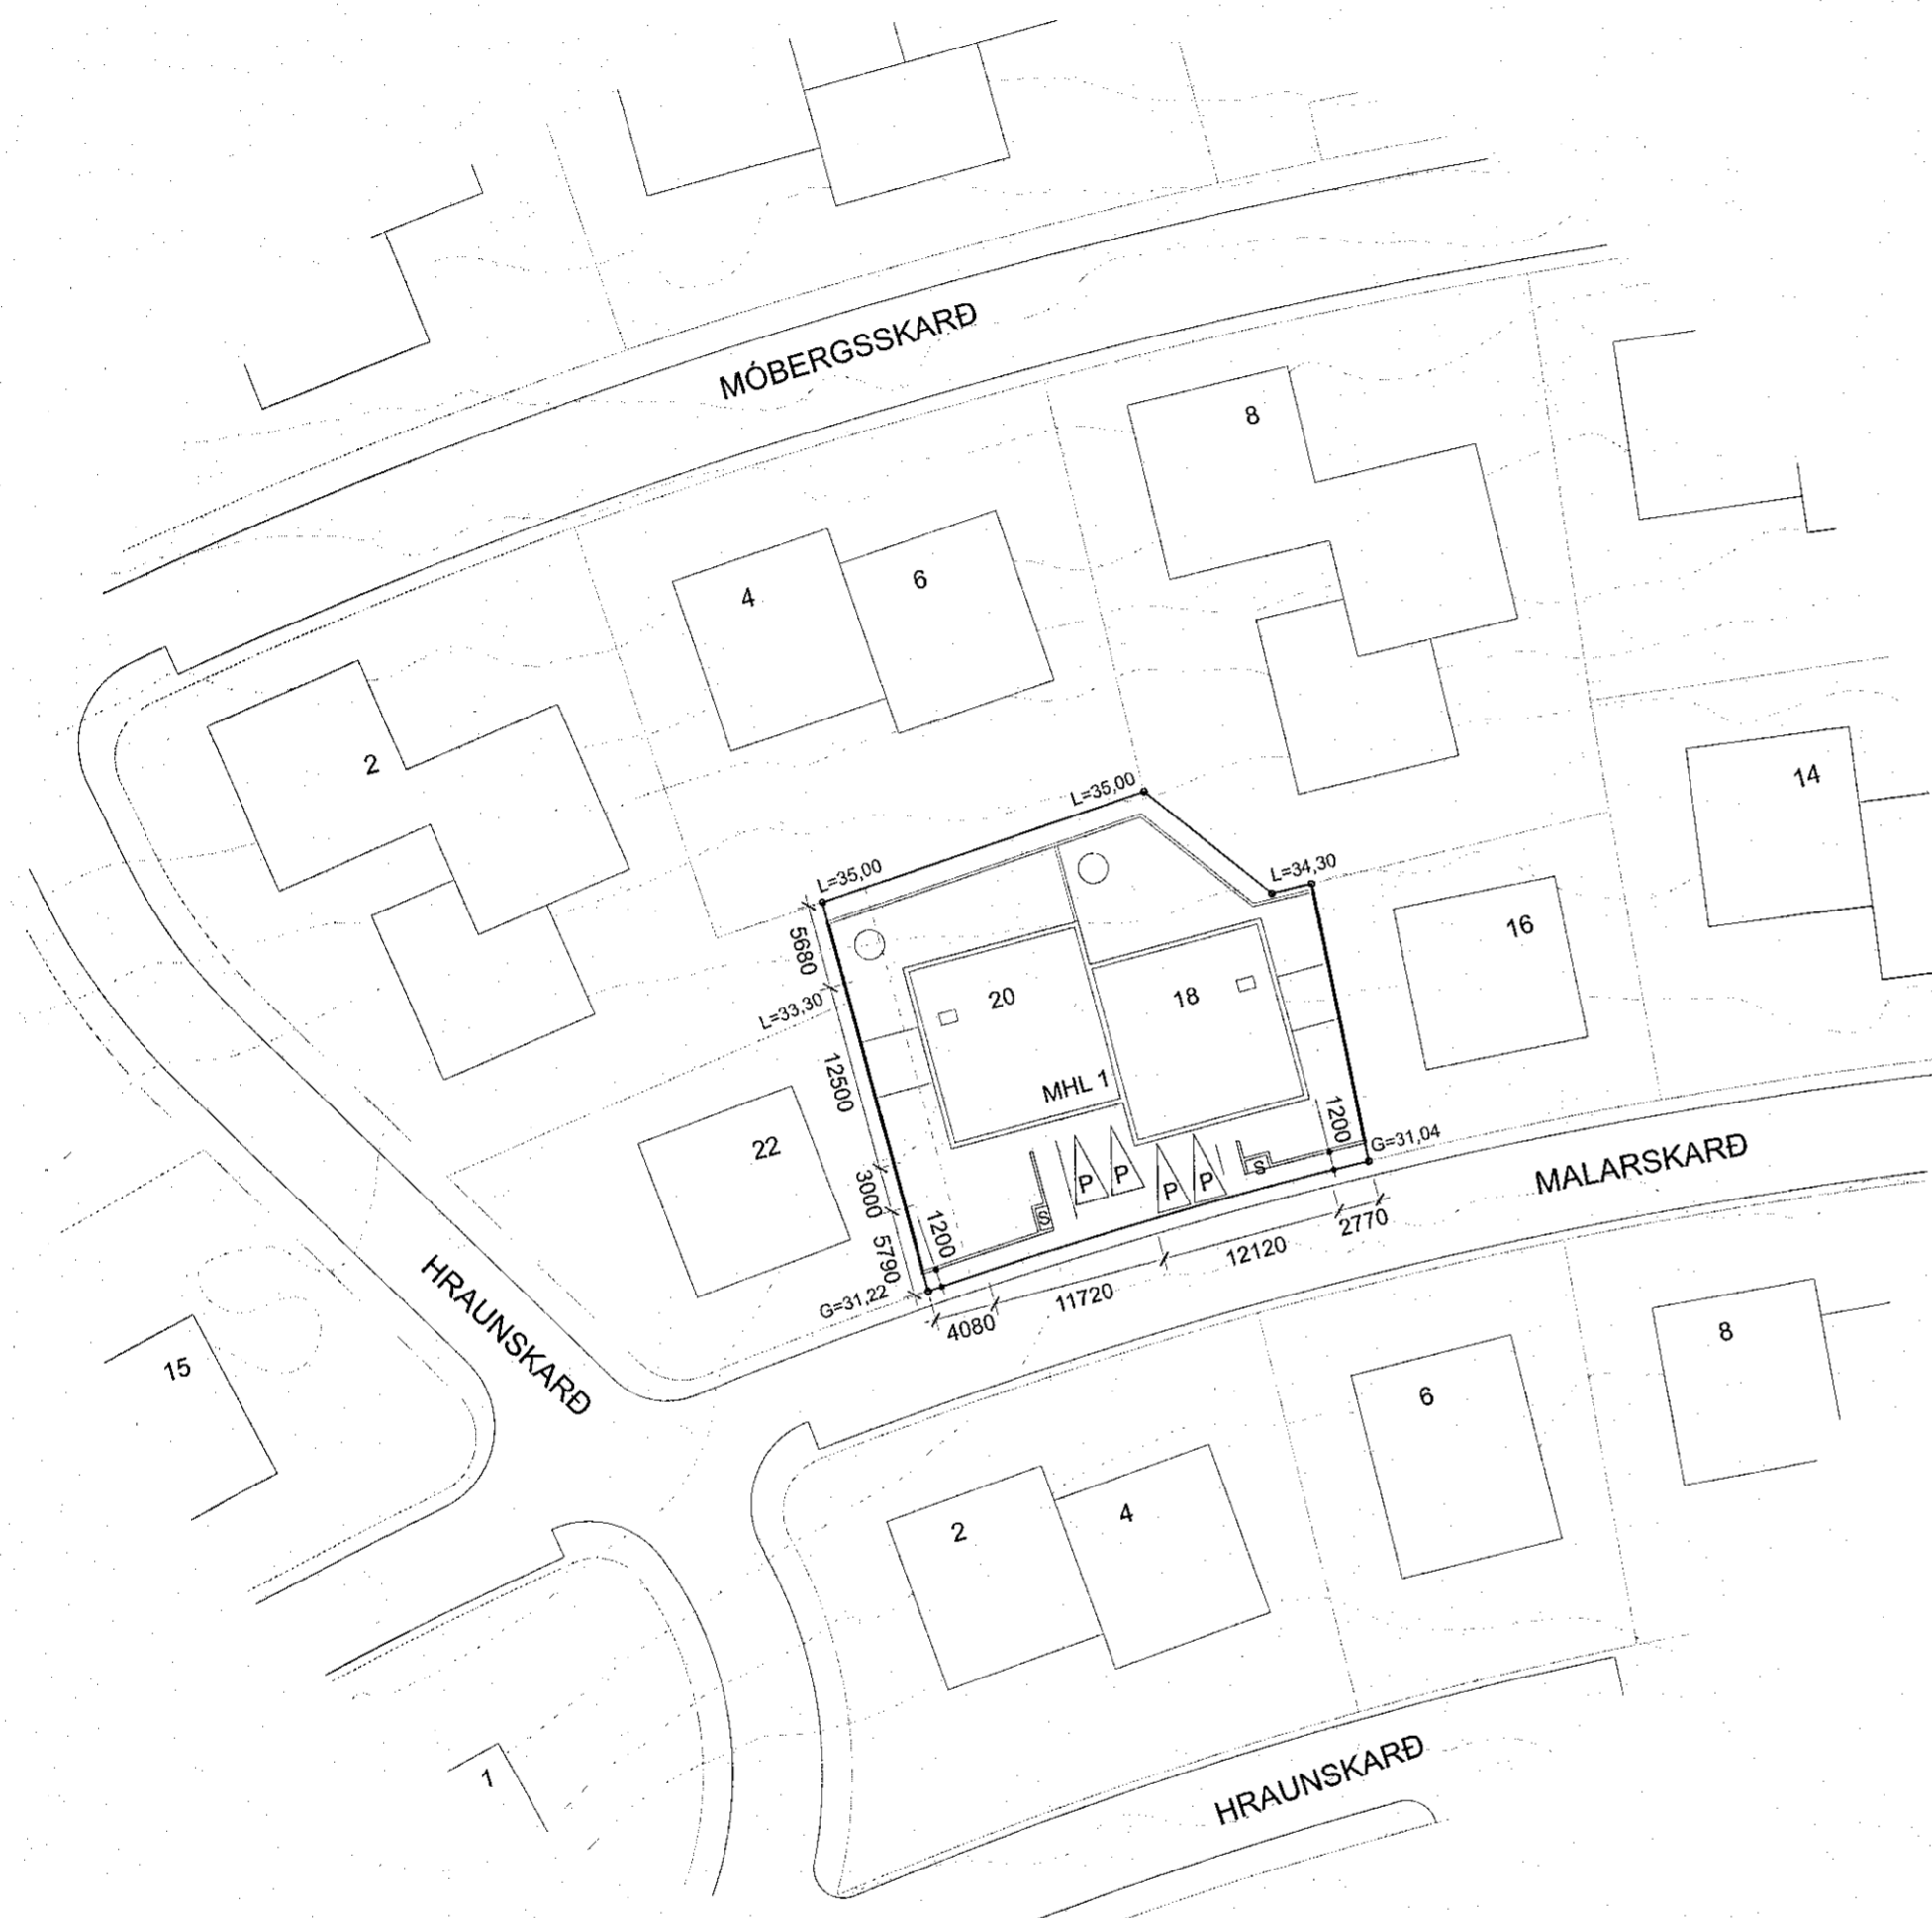 MÓBERGSSKARÐ
8
4
6
2
14
L=35,00
L=35,00
L=34,30
16
5680
20
18
L=33,30
MHL 1
12500
22
1200
G=31,04
MALARSKARÐ
P
P
P
P
S
S
3000
1200
5790
2770
12120
11720
4080
G=31,22
HRAUNSKARÐ
15
8
6
4
2
1
HRAUNSKARÐ